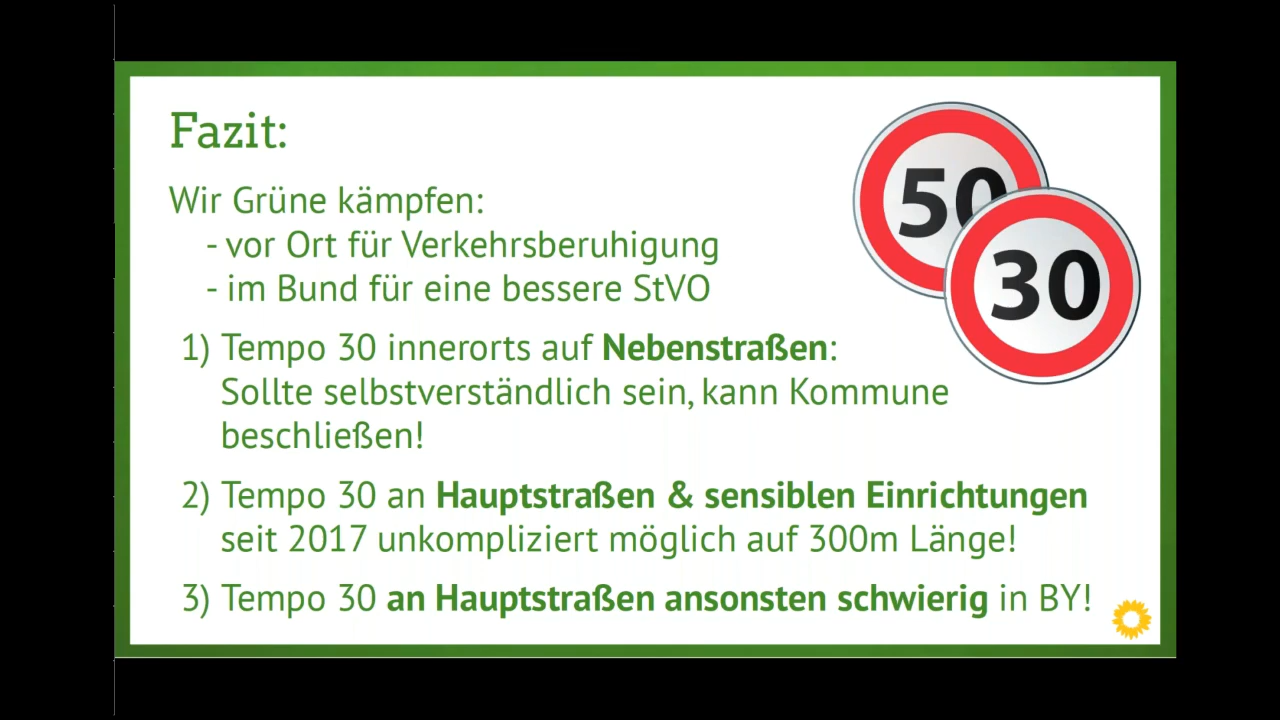 Fazit:
Wir Grüne kämpfen:
- vor Ort für Verkehrsberuhigung
- im Bund für eine bessere StVO
1) Tempo 30 innerorts auf Nebenstraßen:
Sollte selbstverständlich sein, kann Kommune
beschließen!
2) Tempo 30 an Hauptstraßen & sensiblen Einrichtungen
seit 2017 unkompliziert möglich auf 300m Länge!
3) Tempo 30 an Hauptstraßen ansonsten schwierig in BY!
50
30